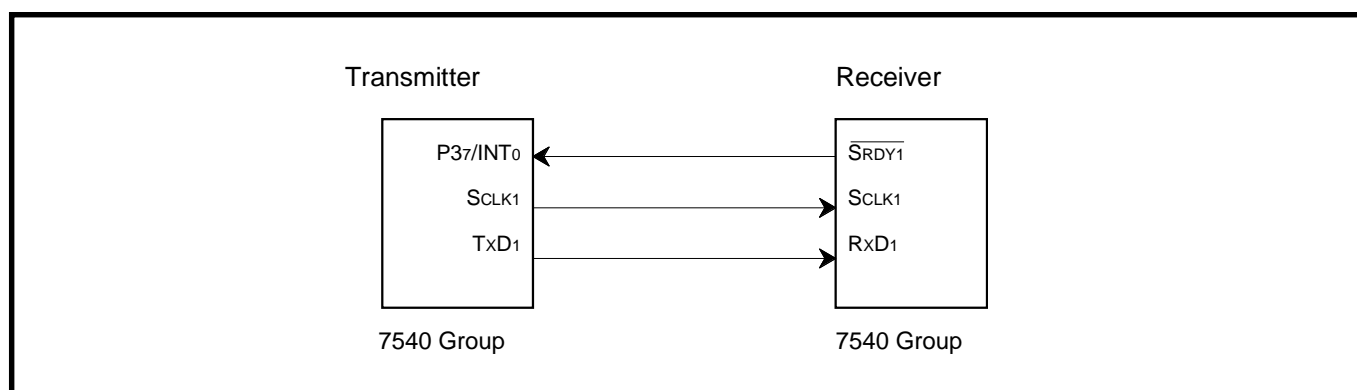 Transmitter Receiver
P37/INT0 SRDY1
SCLK1 SCLK1
TxD1 RxD1
7540 Group 7540 Group